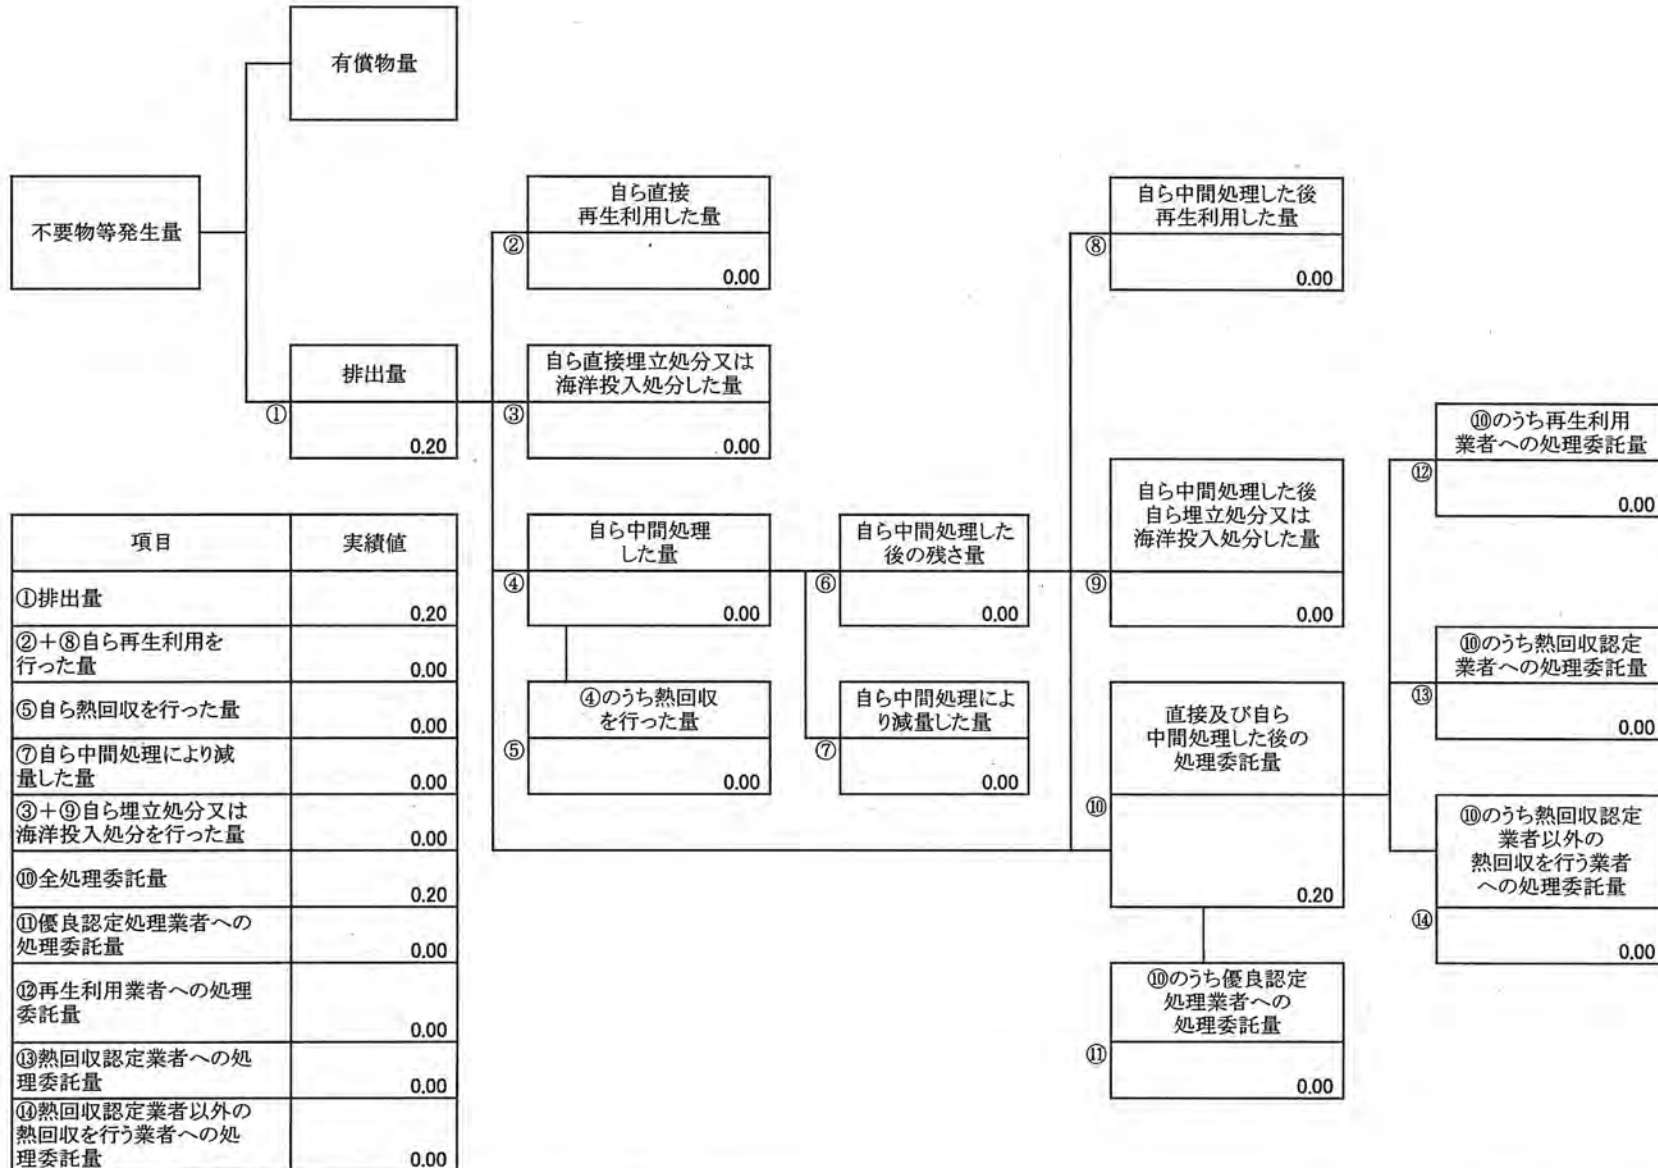 有償物量
不要物等発生量
自ら直接
再生利用した量
②
0.00
自ら中間処理した後
再生利用した量
⑧
0.00
排出量
①
0.20
自ら直接埋立処分又は
海洋投入処分した量
③
0.00
⑩のうち再生利用
業者への処理委託量
⑫
0.00
自ら中間処理
した量
④
0.00
自ら中間処理した
後の残さ量
⑥
0.00
自ら中間処理した後
自ら埋立処分又は
海洋投入処分した量
⑨
0.00
⑩のうち熱回収認定
業者への処理委託量
⑬
0.00
④のうち熱回収
を行った量
⑤
0.00
自ら中間処理によ
り減量した量
⑦
0.00
直接及び自ら
中間処理した後の
処理委託量
⑩
0.20
⑩のうち熱回収認定
業者以外の
熱回収を行う業者
への処理委託量
⑭
0.00
⑩のうち優良認定
処理業者への
処理委託量
⑪
0.00
項目 実績値
①排出量 0.20
②+⑧自ら再生利用を
行った量 0.00
⑤自ら熱回収を行った量 0.00
⑦自ら中間処理により減
量した量 0.00
③+⑨自ら埋立処分又は
海洋投入処分を行った量 0.00
⑩全処理委託量 0.20
⑪優良認定処理業者への
処理委託量 0.00
⑫再生利用業者への処理
委託量 0.00
⑬熱回収認定業者への処
理委託量 0.00
⑭熱回収認定業者以外の
熱回収を行う業者への処
理委託量 0.00